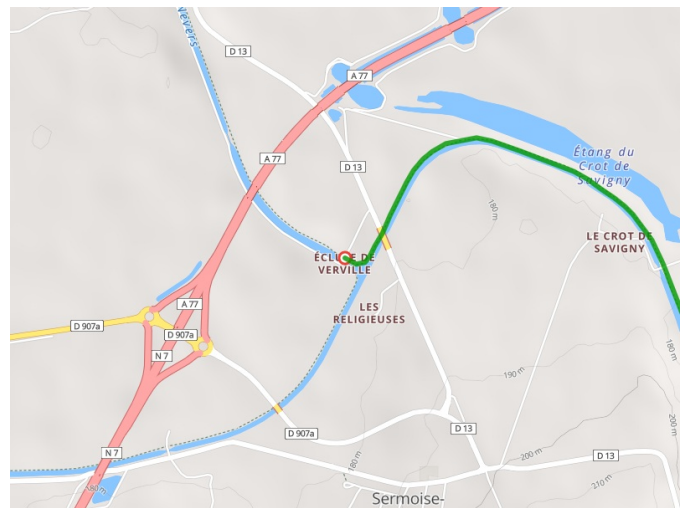 Nevers
D 13
A 77
A 77
D 13
Étang du
Crot de
Savigny
180 m
LE CROT DE
SAVIGNY
ÉCLUSE DE
VERVILLE
LES
RELIGIEUSES
A 77
D 907a
D 907a
N 7
180 m
190 m
D 907a
D 13
200 m
N 7
180 m
180 m
200 m
D 13
210 m
Sermoise-